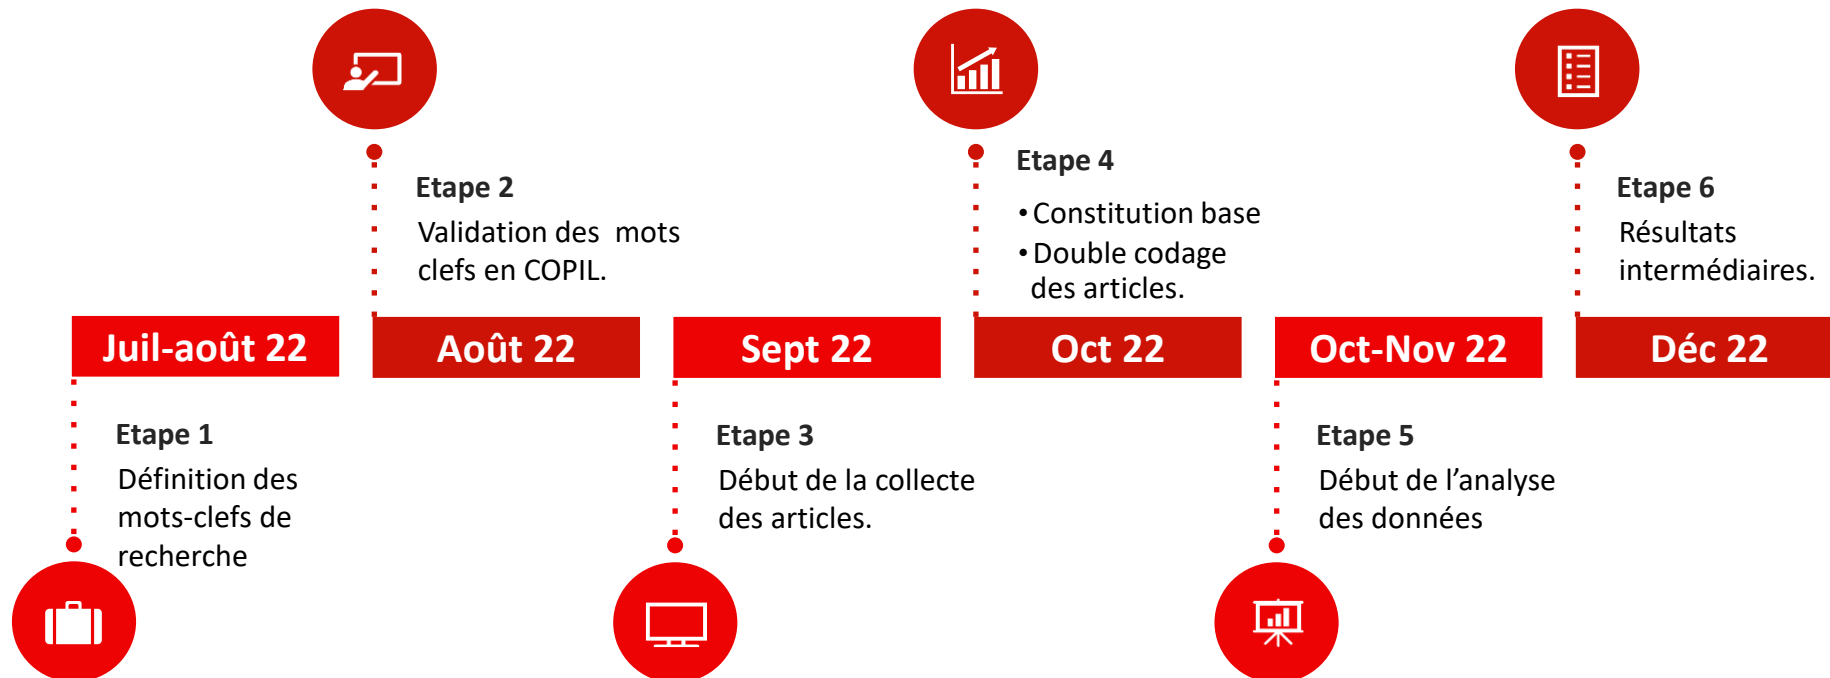 Etape 2
Validation des mots
clefs en COPIL.
Etape 4
• Constitution base
• Double codage
des articles.
Etape 6
Résultats
intermédiaires.
Juil-août 22
Août 22
Sept 22
Oct 22
Oct-Nov 22
Déc 22
Etape 1
Définition des
mots-clefs de
recherche
Etape 3
Début de la collecte
des articles.
Etape 5
Début de l’analyse
des données